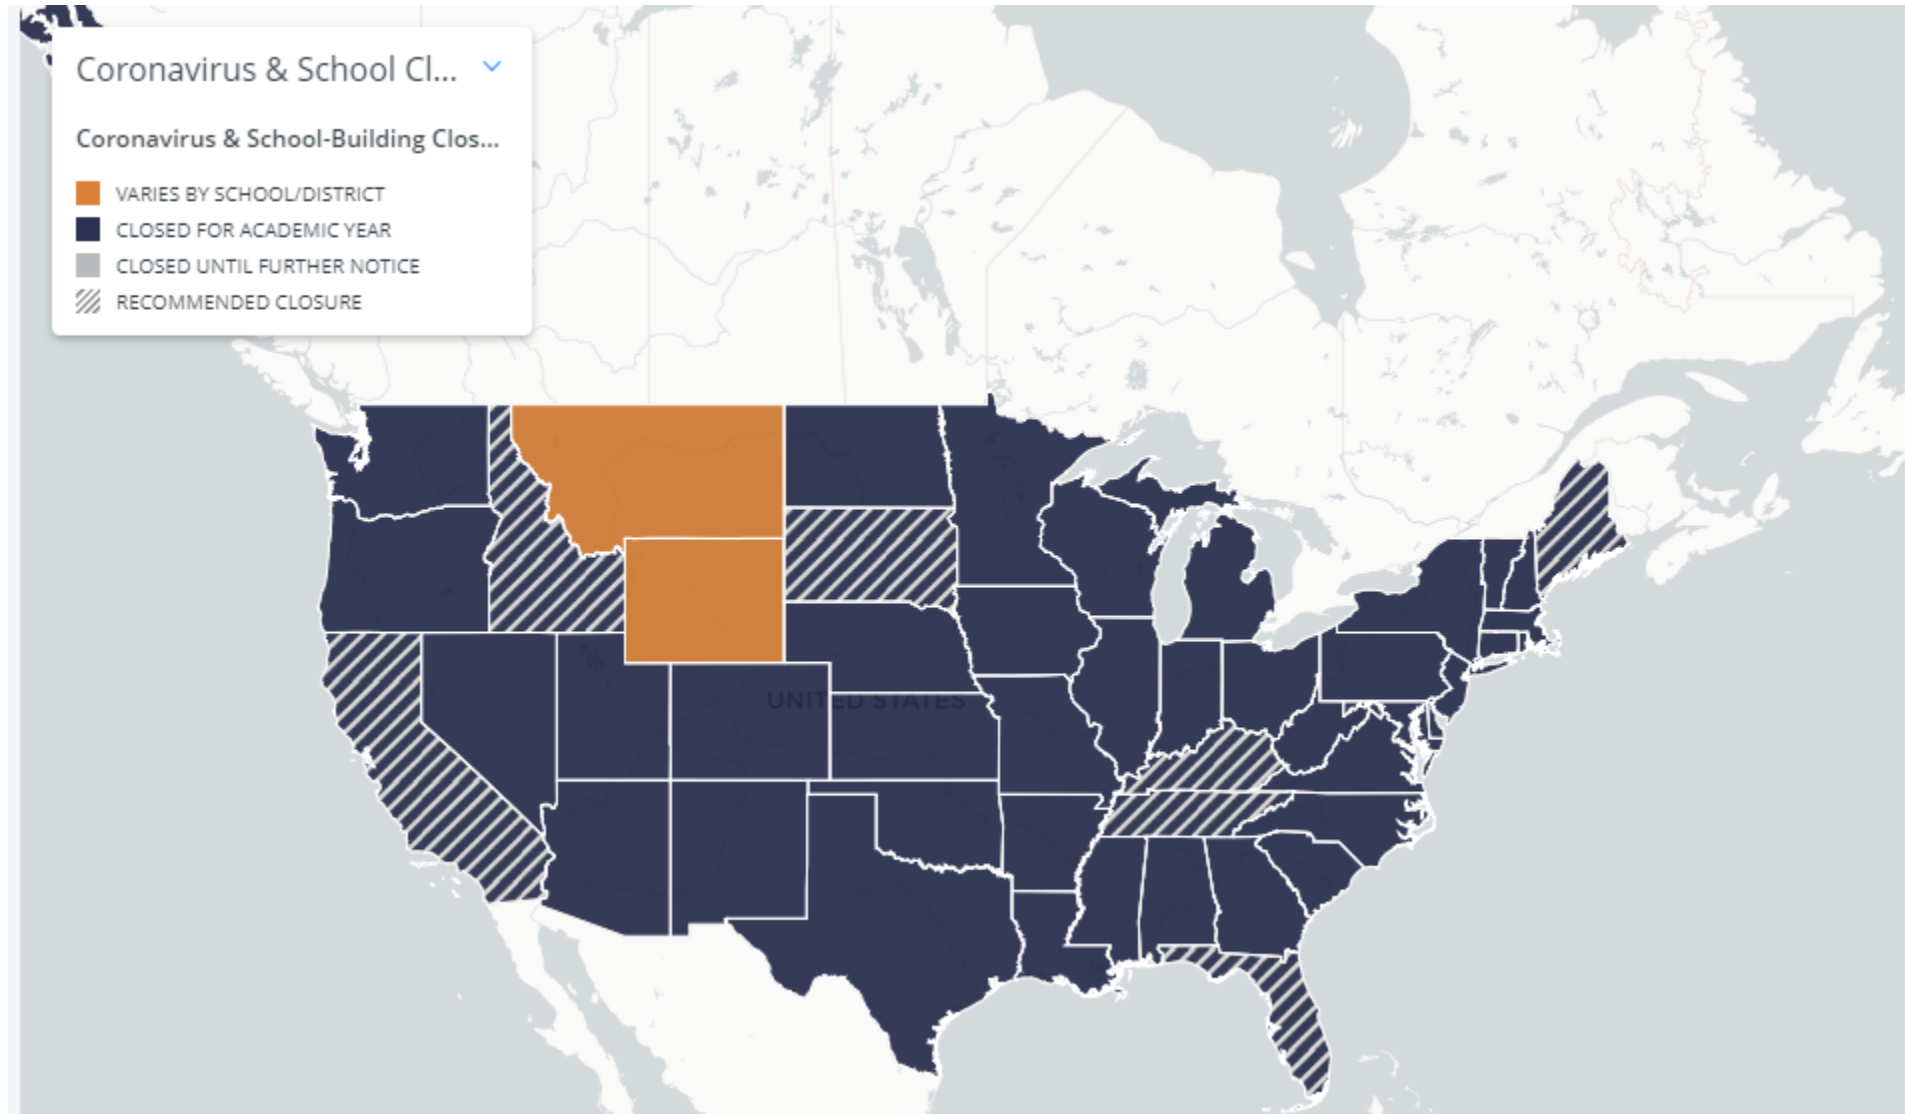 Coronavirus & School Cl...
Coronavirus & School-Building Clos...
VARIES BY SCHOOL/DISTRICT
CLOSED FOR ACADEMIC YEAR
CLOSED UNTIL FURTHER NOTICE
RECOMMENDED CLOSURE
UNITED STATES